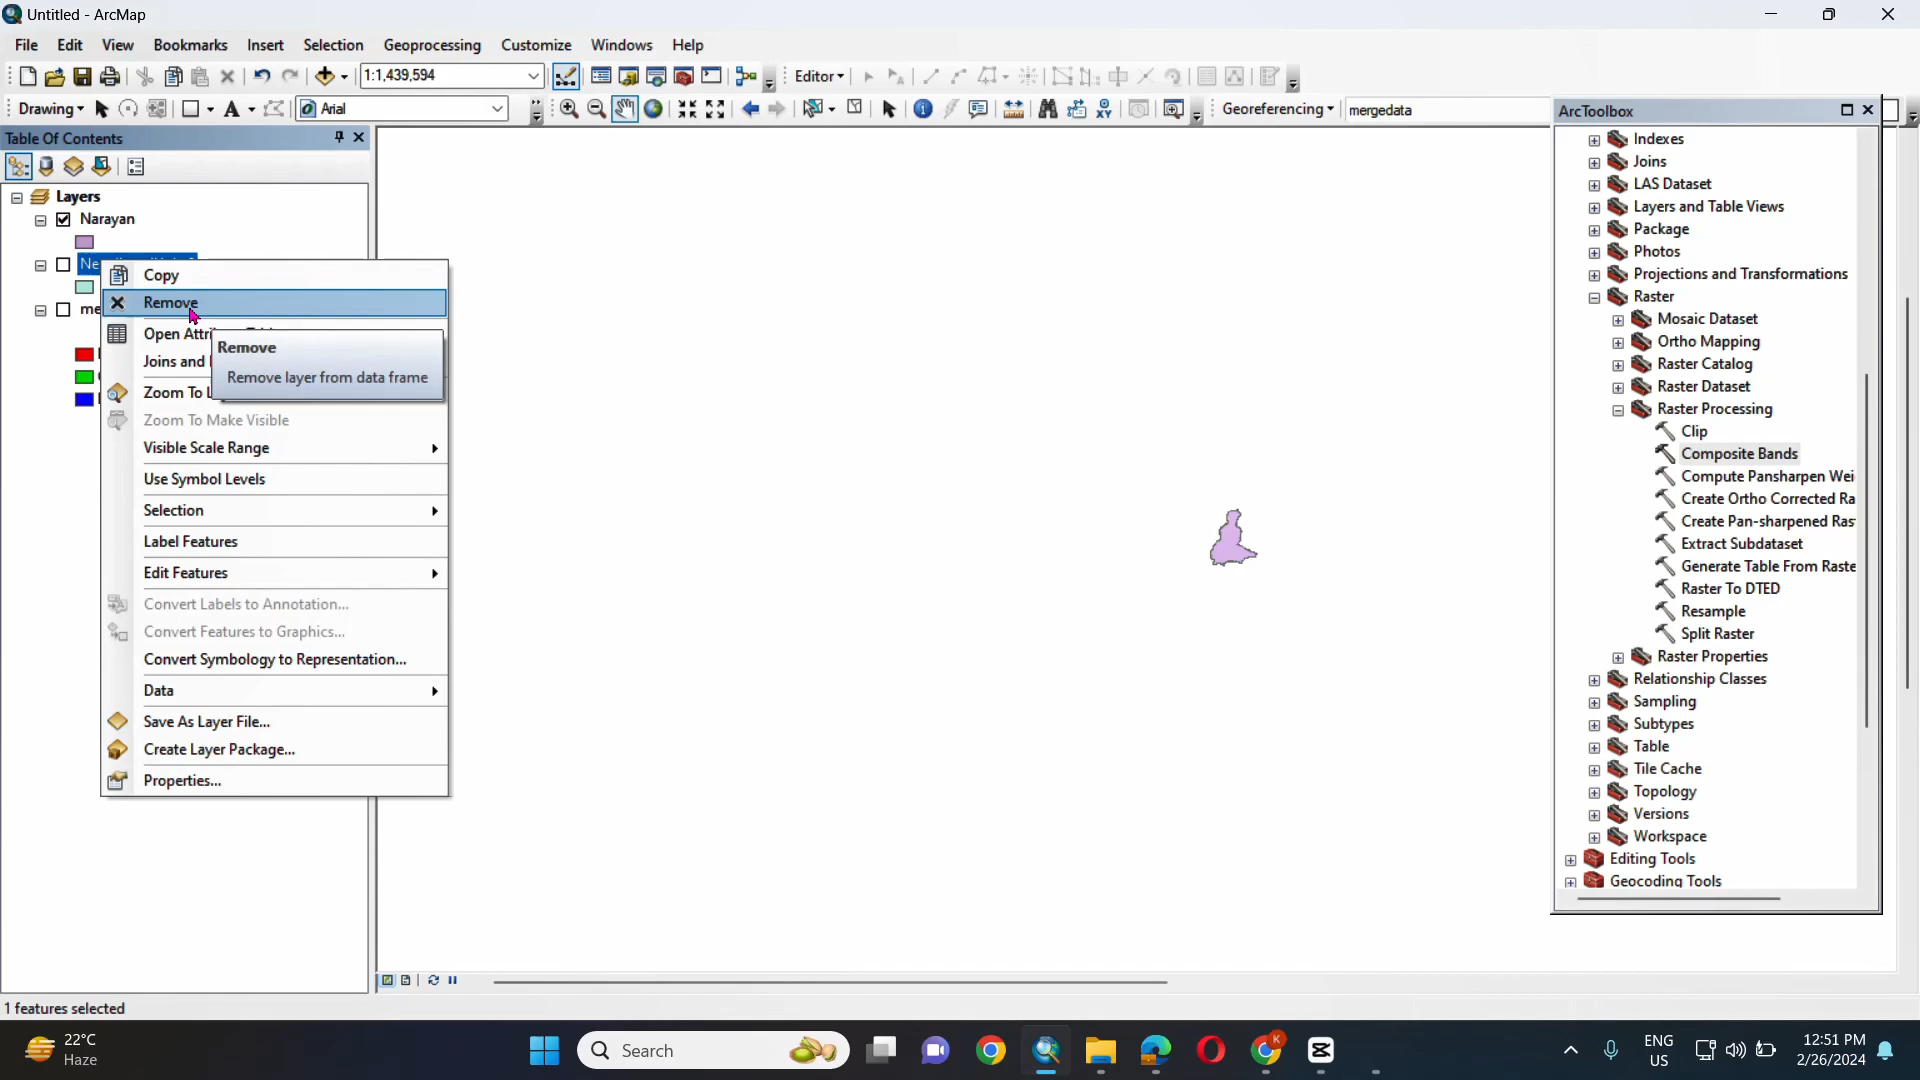 Untitled - ArcMap
File Edit View Bookmarks Insert Selection Geoprocessing Customize Windows Help
1:1,439,594 Editor
Drawing A Arial Georeferencing mergedata
Table Of Contents
Layers
Narayan
Copy
Remove
Open
Joins and
Zoom To
Zoom To Make Visible
Visible Scale Range
Use Symbol Levels
Selection
Label Features
Edit Features
Convert Labels to Annotation...
Convert Features to Graphics...
Convert Symbology to Representation...
Data
Save As Layer File...
Create Layer Package...
Properties...
Remove
Remove layer from data frame
ArcToolbox
Indexes
Joins
LAS Dataset
Layers and Table Views
Package
Photos
Projections and Transformations
Raster
Mosaic Dataset
Ortho Mapping
Raster Catalog
Raster Dataset
Raster Processing
Clip
Composite Bands
Compute Pansharpen Wei
Create Ortho Corrected Ra
Create Pan-sharpened Ras
Extract Subdataset
Generate Table From Raste
Raster To DTED
Resample
Split Raster
Raster Properties
Relationship Classes
Sampling
Subtypes
Table
Tile Cache
Topology
Versions
Workspace
Editing Tools
Geocoding Tools
1 features selected
22°C
Haze
Search
ENG
US
12:51 PM
2/26/2024